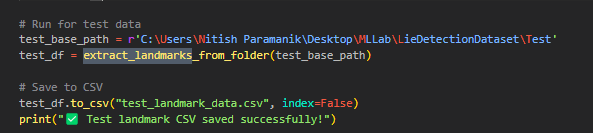 # Run for test data
test_base_path = r'C:\Users\Nitish Paramanik\Desktop\MLLab\LieDetectionDataset\Test'
test_df = extract_landmarks_from_folder(test_base_path)
# Save to CSV
test_df.to_csv("test_landmark_data.csv", index=False)
print("✅ Test landmark CSV saved successfully!")